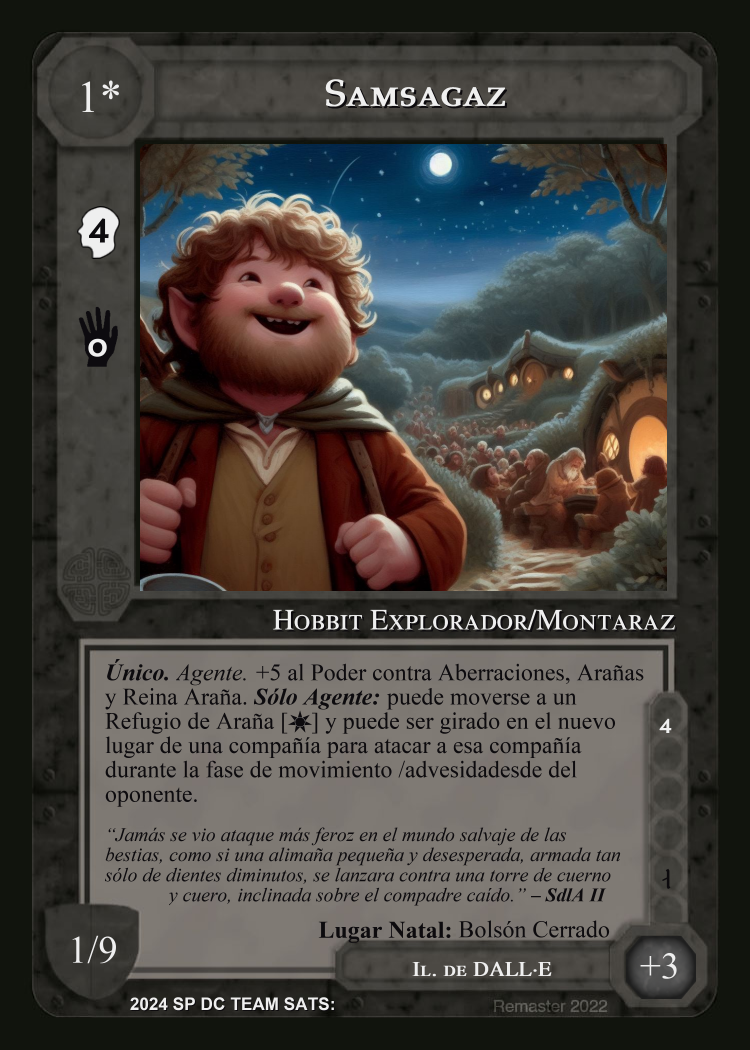 1*
Samsagaz
4
0
Hobbit Explorador/Montaraz
Único. Agente. +5 al Poder contra Aberraciones, Arañas
y Reina Araña. Sólo Agente: puede moverse a un
Refugio de Araña [☀] y puede ser girado en el nuevo
lugar de una compañía para atacar a esa compañía
durante la fase de movimiento /advesidadesde del
oponente.
4
“Jamás se vio ataque más feroz en el mundo salvaje de las
bestias, como si una alimaña pequeña y desesperada, armada tan
sólo de dientes diminutos, se lanzara contra una torre de cuerno
y cuero, inclinada sobre el compadre caído.” – SdlA II
Lugar Natal: Bolsón Cerrado
1/9
Il. de DALL·E
+3
2024 SP DC TEAM SATS:
Remaster 2022